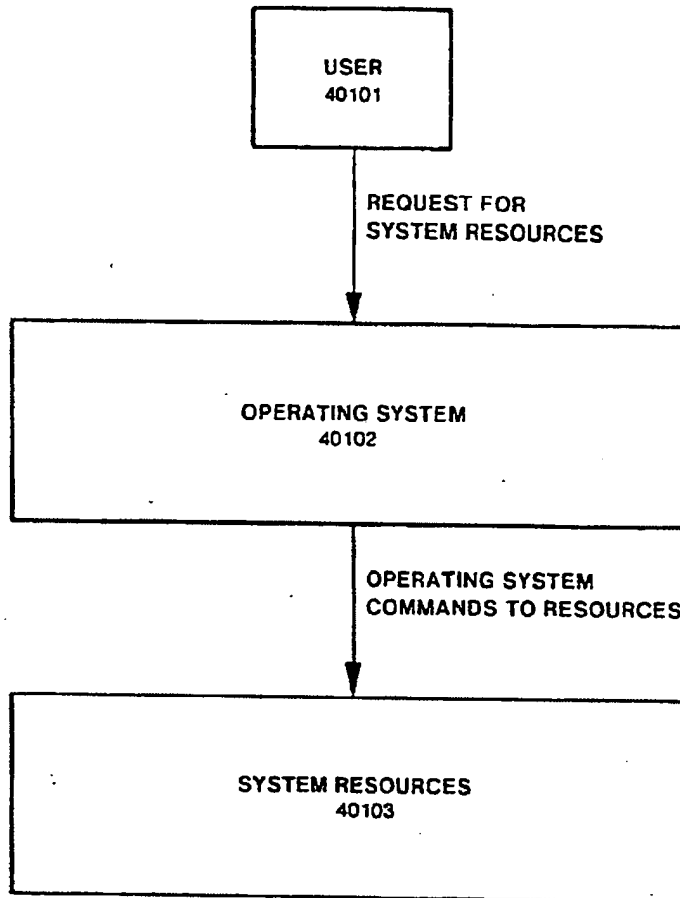 USER
40101
REQUEST FOR
SYSTEM RESOURCES
OPERATING SYSTEM
40102
OPERATING SYSTEM
COMMANDS TO RESOURCES
SYSTEM RESOURCES
40103